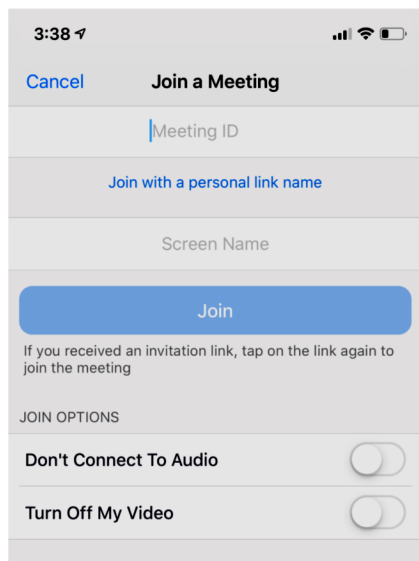 3:38
Cancel
Join a Meeting
Meeting ID
Join with a personal link name
Screen Name
Join
If you received an invitation link, tap on the link again to
join the meeting
JOIN OPTIONS
Don't Connect To Audio
Turn Off My Video